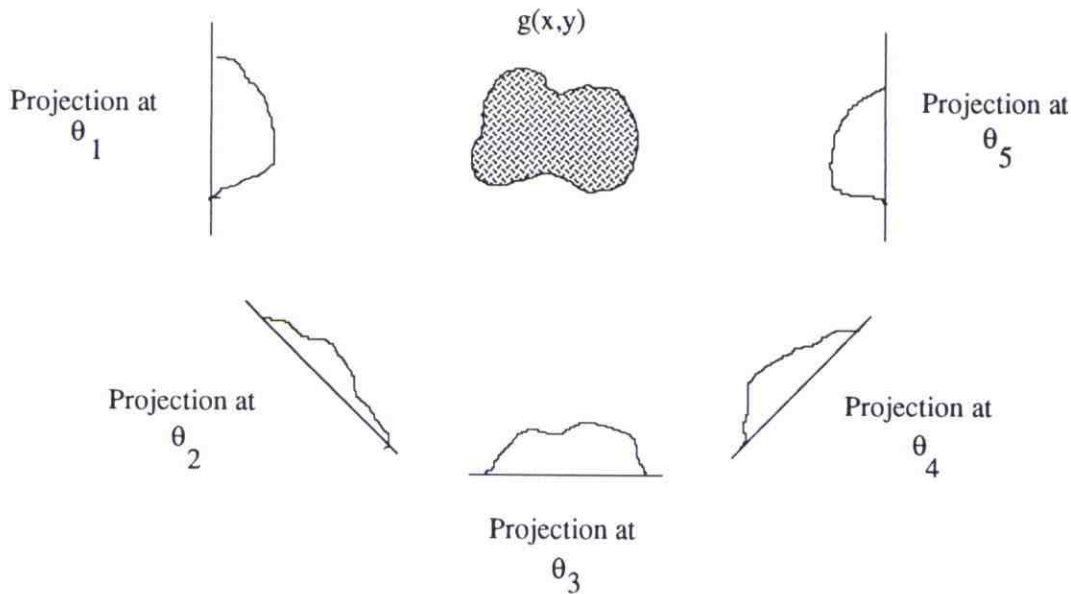 g(x,y)
Projection at
θ1
Projection at
θ5
Projection at
θ2
Projection at
θ4
Projection at
θ3